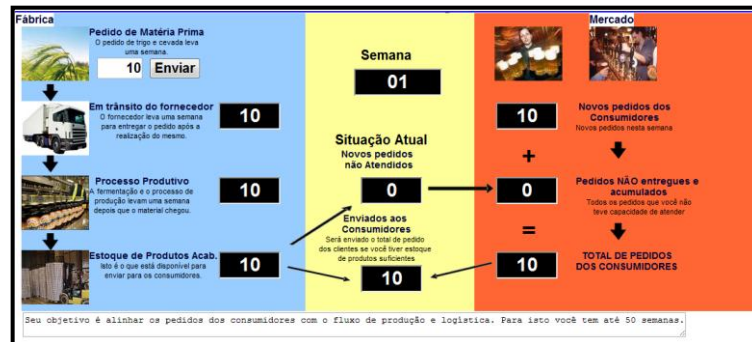 Fábrica
Pedido de Matéria Prima
O pedido de trigo e cevada leva
uma semana.
10 Enviar
Em trânsito do fornecedor
O fornecedor leva uma semana
para entregar o pedido após a
realização do mesmo.
10
Processo Produtivo
A fermentação e o processo de
produção levam uma semana
depois que o material chegou.
10
Estoque de Produtos Acab.
Isto é o que está disponível para
enviar para os consumidores.
10
Semana
01
Situação Atual
Novos pedidos
não Atendidos
0
Enviados aos
Consumidores
Será enviado o total de pedido
dos clientes se você tiver estoque
de produtos suficientes
10
Mercado
10
Novos pedidos dos
Consumidores
Novos pedidos nesta semana
+
0
Pedidos NÃO entregues e
acumulados
Todos os pedidos que você não
teve capacidade de atender
=
10
TOTAL DE PEDIDOS
DOS CONSUMIDORES
Seu objetivo é alinhar os pedidos dos consumidores com o fluxo de produção e logística. Para isto você tem até 50 semanas.